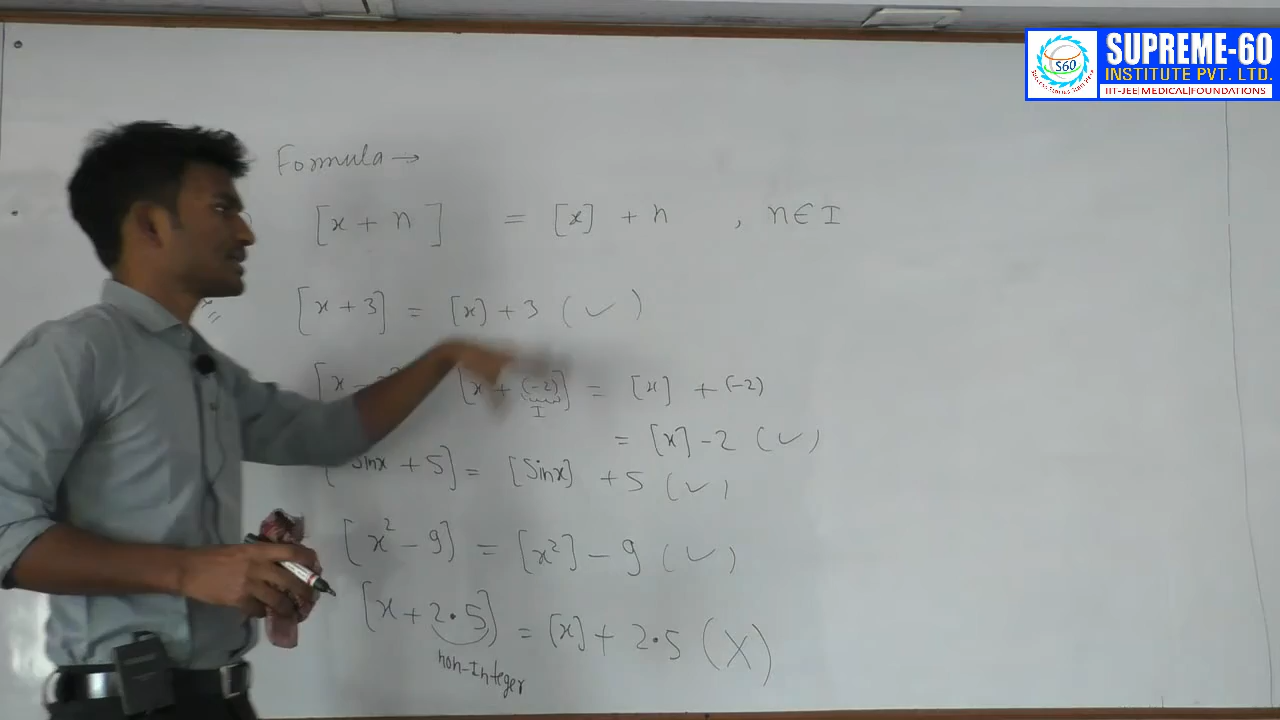 SUPREME-60
INSTITUTE PVT. LTD.
IIT-JEE|MEDICAL|FOUNDATIONS
S60
Formula →
[x + n] = [x] + n , n ∈ I
[x + 3] = [x] + 3 (✓)
[x [x + (-2)] = [x] + (-2)
I
= [x] - 2 (✓)
[Sinx + 5] = [Sinx] + 5 (✓)
[x² - 9] = [x²] - 9 (✓)
[x + 2.5] = [x] + 2.5 (X)
non-Integer